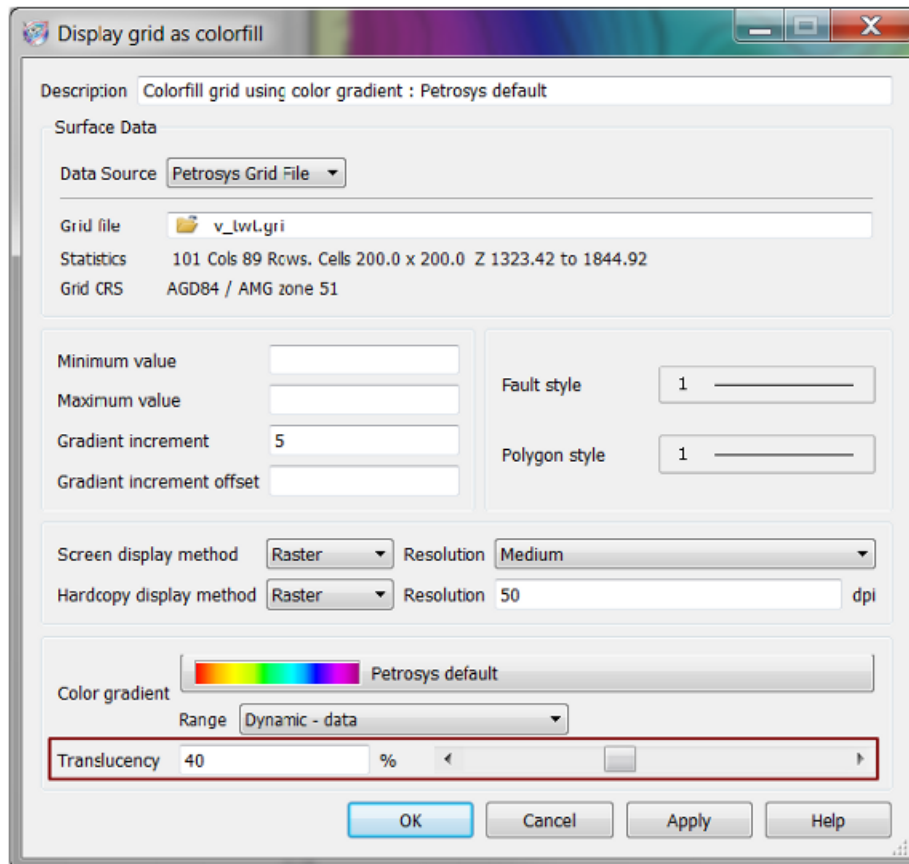 Display grid as colorfill
Description Colorfill grid using color gradient : Petrosys default
Surface Data
Data Source Petrosys Grid File
Grid file v_lwl.gri
Statistics 101 Cols 89 Rows. Cells 200.0 x 200.0 Z 1323.42 to 1844.92
Grid CRS AGD84 / AMG zone 51
Minimum value
Maximum value
Gradient increment 5
Gradient increment offset
Fault style 1
Polygon style 1
Screen display method Raster Resolution Medium
Hardcopy display method Raster Resolution 50 dpi
Color gradient Petrosys default
Range Dynamic - data
Translucency 40 %
OK Cancel Apply Help